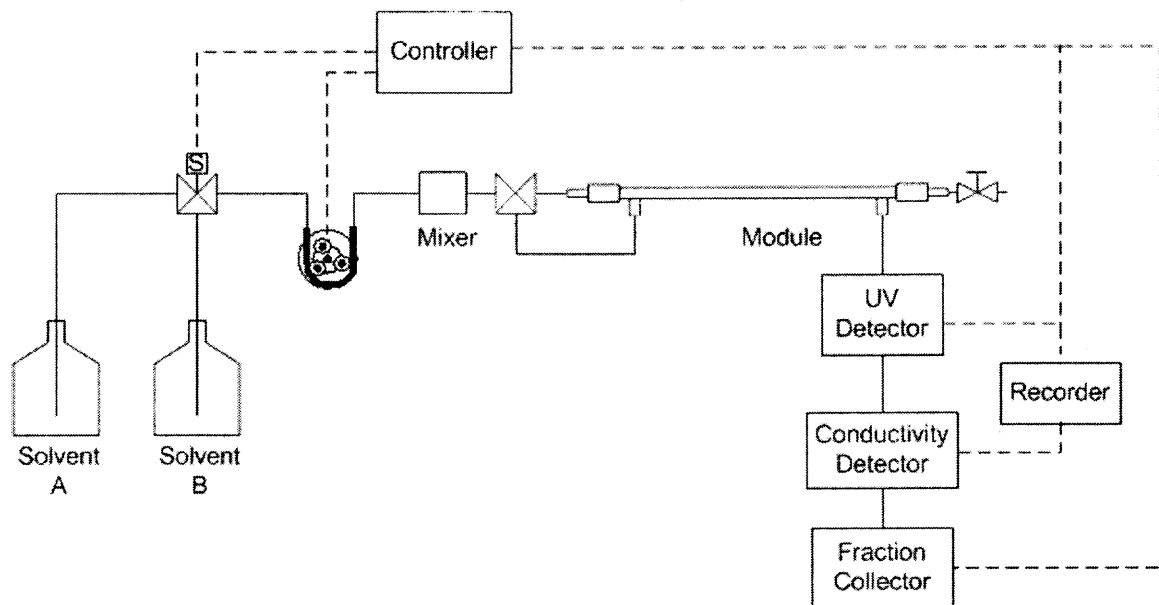 Controller
S
Mixer
Module
UV
Detector
Recorder
Conductivity
Detector
Solvent
A
Solvent
B
Fraction
Collector